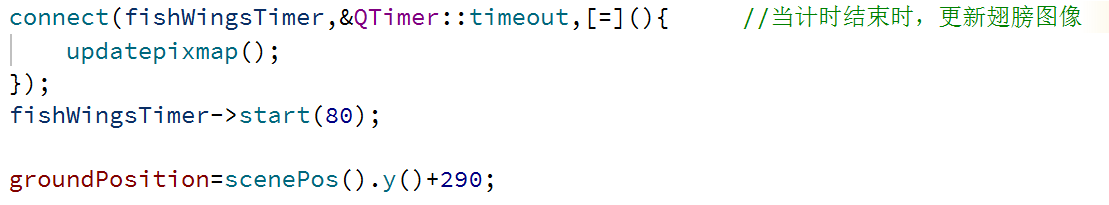 connect(fishWingsTimer,&QTimer::timeout,[=](){     //当计时结束时，更新翅膀图像
    updatepixmap();
});
fishWingsTimer->start(80);

groundPosition=scenePos().y()+290;